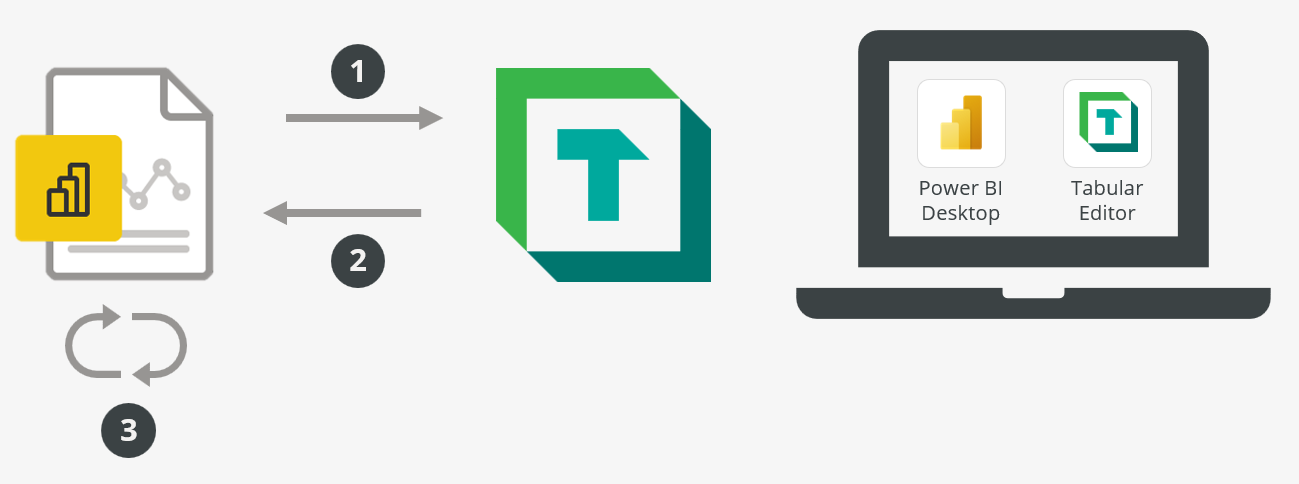 1
2
3
Power BI
Desktop
Tabular
Editor